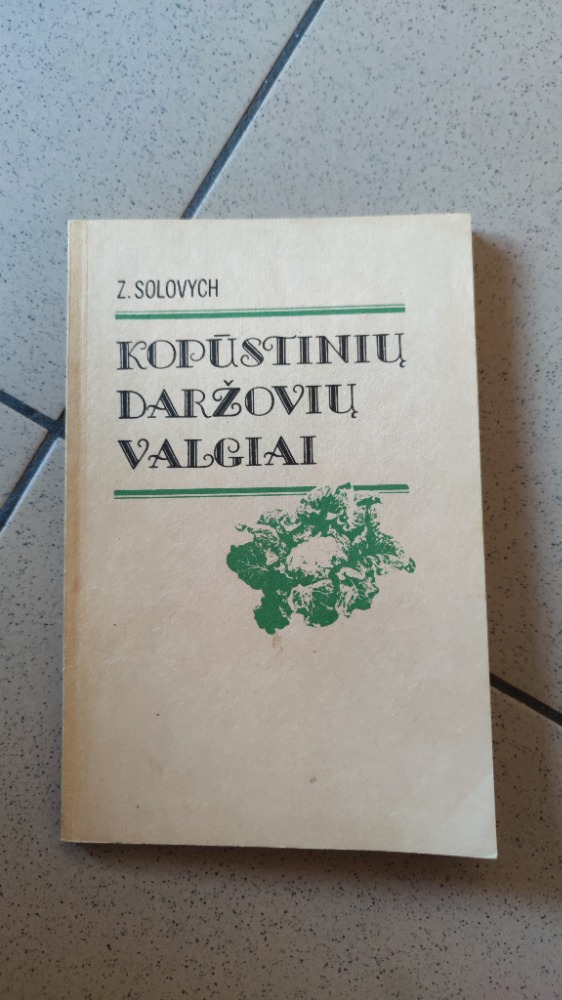 Z. SOLOVYCH
KOPŪSTINIŲ
DARŽOVIŲ
VALGIAI